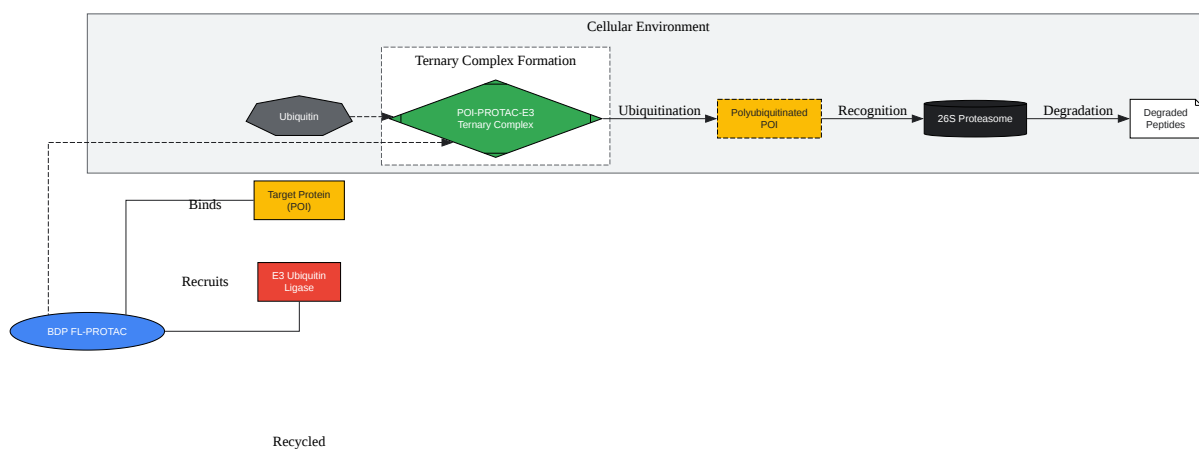 Cellular Environment
Ternary Complex Formation
Ubiquitin
POI-PROTAC-E3
Ternary Complex
Ubiquitination
Polyubiquitinated
POI
Recognition
26S Proteasome
Degradation
Degraded
Peptides
Binds
Target Protein
(POI)
Recruits
E3 Ubiquitin
Ligase
BDP FL-PROTAC
Recycled